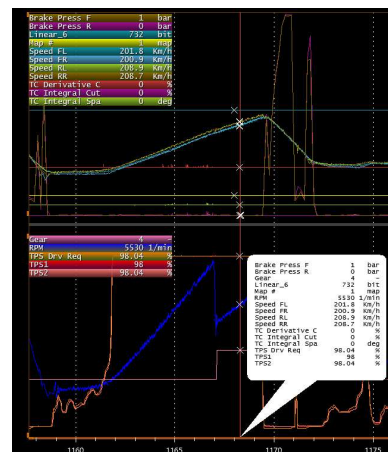 Brake Press F 1 bar
Brake Press R 0 bar
Linear_6 732 bit
Map # 1 map
Speed FL 201.8 Km/h
Speed FR 200.9 Km/h
Speed RL 208.9 Km/h
Speed RR 208.7 Km/h
TC Derivative C 0 %
TC Integral Cut 0 %
TC Integral Spa 0 deg
Gear 4 -
RPM 5530 1/min
TPS Drv Req 98.04 %
TPS1 98 %
TPS2 98.04 %
Brake Press F 1 bar
Brake Press R 0 bar
Gear 4 -
Linear_6 732 bit
Map # 1 map
RPM 5530 1/min
Speed FL 201.8 Km/h
Speed FR 200.9 Km/h
Speed RL 208.9 Km/h
Speed RR 208.7 Km/h
TC Derivative C 0 %
TC Integral Cut 0 %
TC Integral Spa 0 deg
TPS Drv Req 98.04 %
TPS1 98 %
TPS2 98.04 %
1160 1165 1170 1175